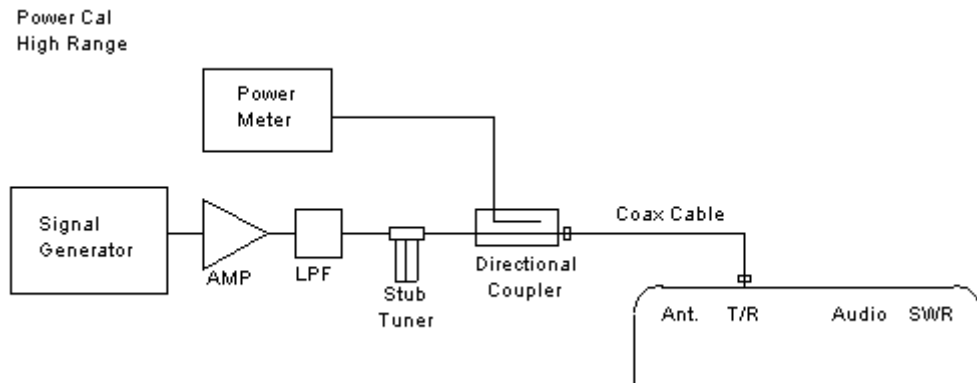 Power Cal
High Range
Power
Meter
Signal
Generator
AMP
LPF
Stub
Tuner
Directional
Coupler
Coax Cable
Ant. T/R Audio SWR